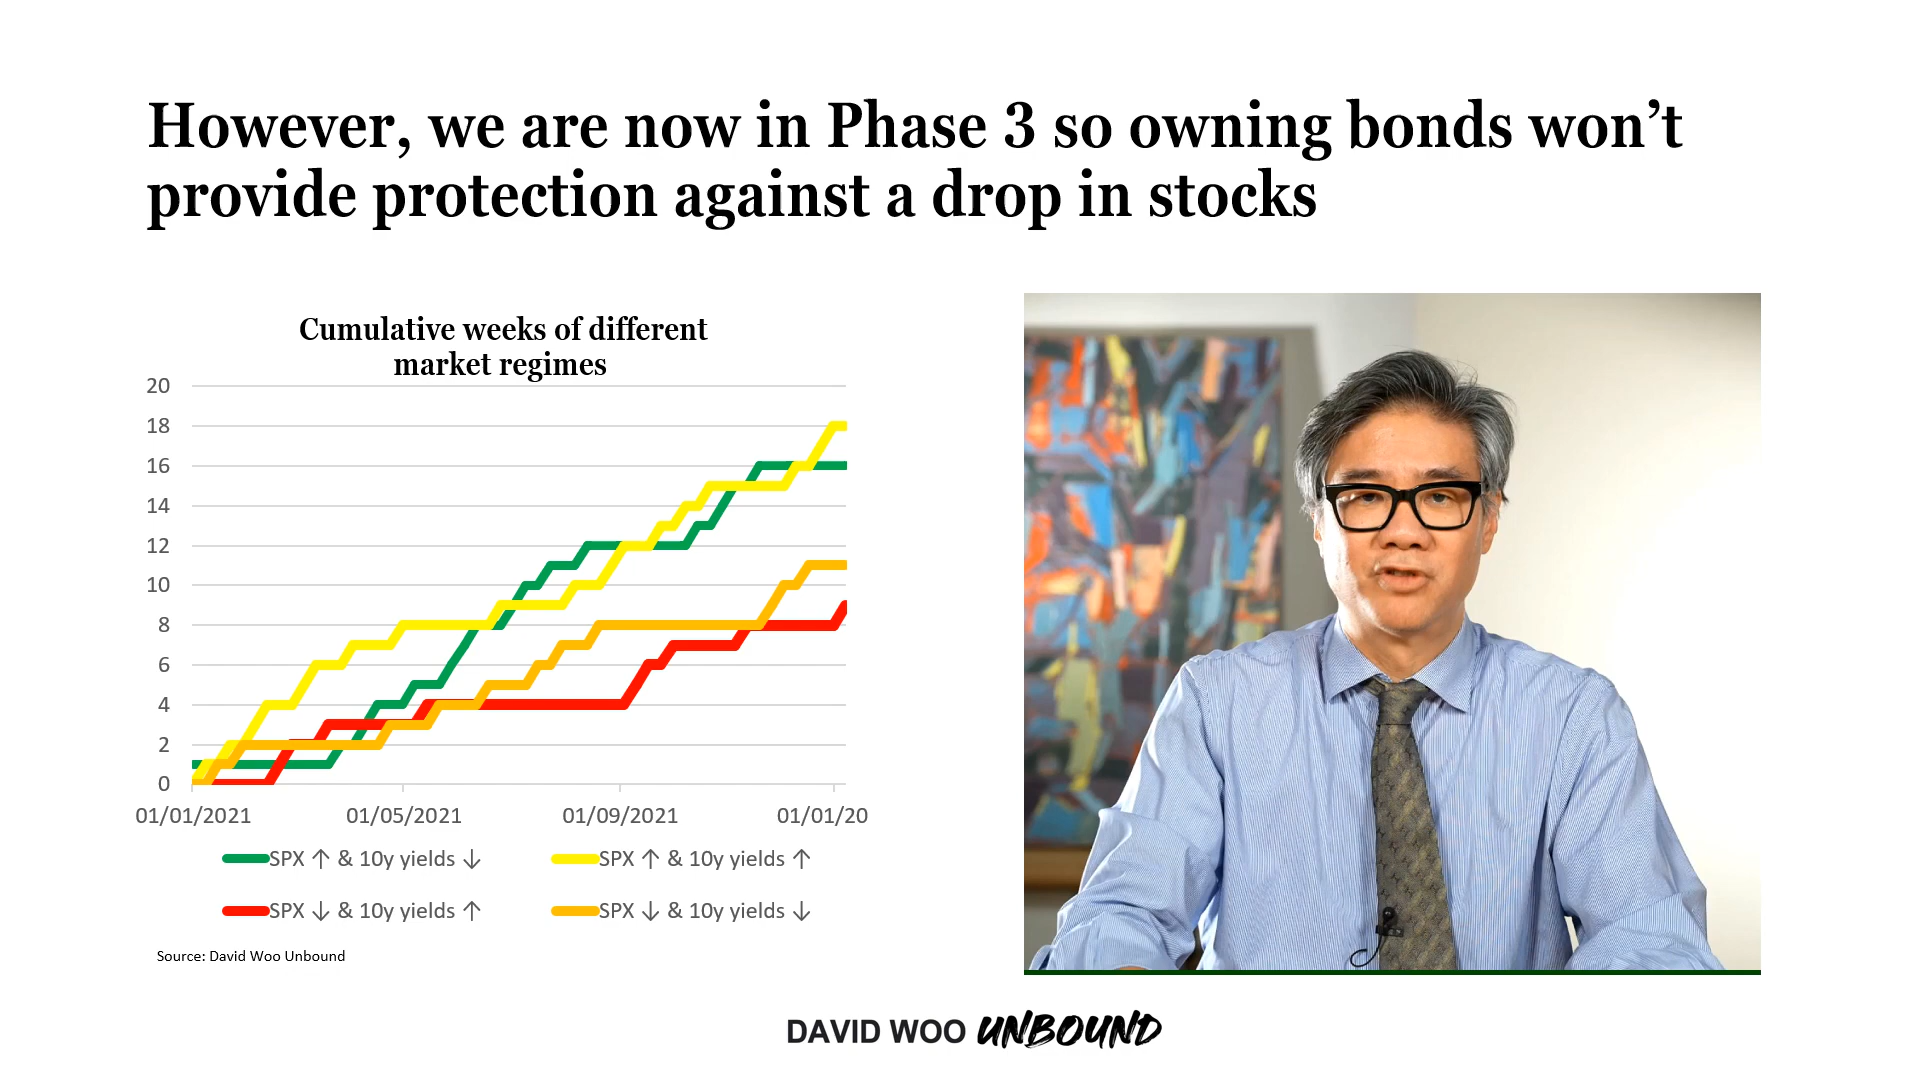 However, we are now in Phase 3 so owning bonds won’t
provide protection against a drop in stocks
Cumulative weeks of different
market regimes
20
18
16
14
12
10
8
6
4
2
0
01/01/2021 01/05/2021 01/09/2021 01/01/20
SPX ↑ & 10y yields ↓ SPX ↑ & 10y yields ↑
SPX ↓ & 10y yields ↑ SPX ↓ & 10y yields ↓
Source: David Woo Unbound
DAVID WOO UNBOUND